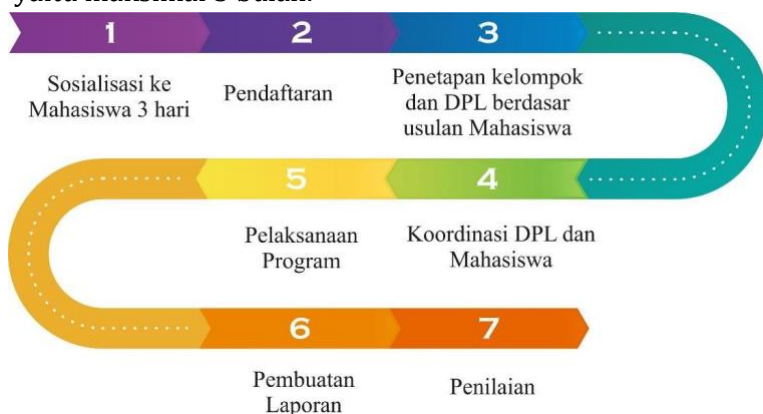 1
2
3
Sosialisasi ke
Mahasiswa 3 hari
Pendaftaran
Penetapan kelompok
dan DPL berdasar
usulan Mahasiswa
4
Koordinasi DPL dan
Mahasiswa
5
Pelaksanaan
Program
6
Pembuatan
Laporan
7
Penilaian